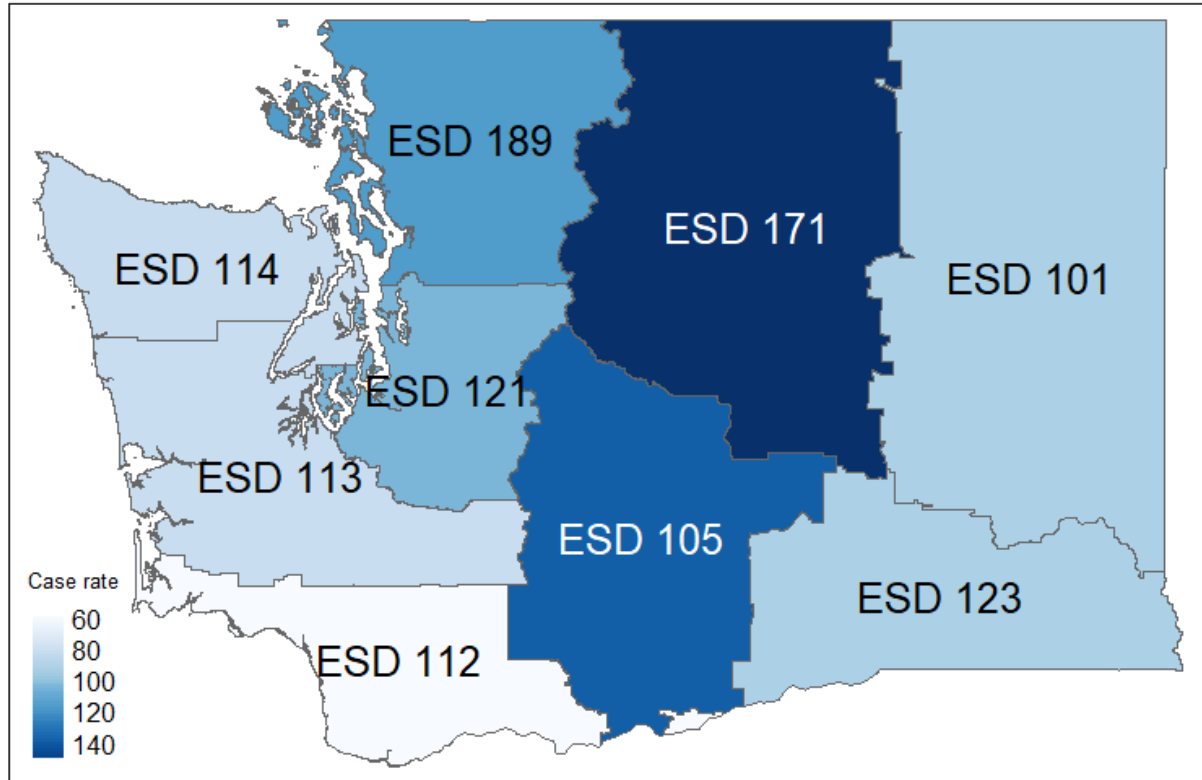 ESD 189
ESD 171
ESD 114
ESD 101
ESD 121
ESD 113
ESD 105
ESD 123
ESD 112
Case rate
60
80
100
120
140